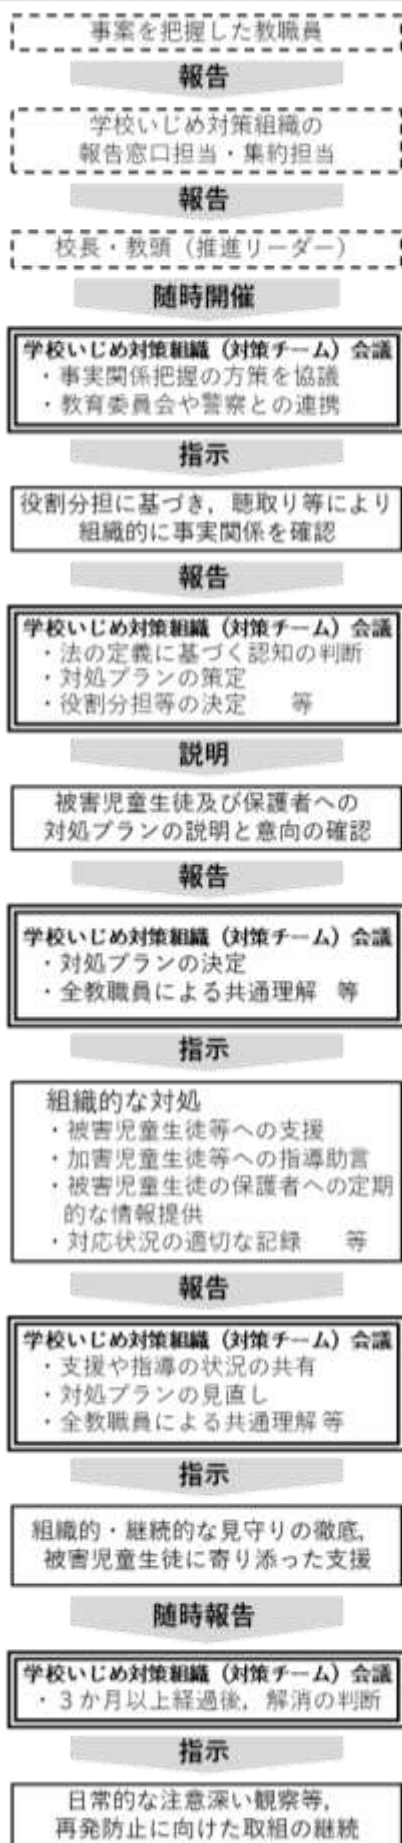 事案を把握した教職員
報告
学校いじめ対策組織の
報告窓口担当・集約担当
報告
校長・教頭（推進リーダー）
随時開催
学校いじめ対策組織（対策チーム）会議
・事実関係把握の方策を協議
・教育委員会や警察との連携
指示
役割分担に基づき，聴取り等により
組織的に事実関係を確認
報告
学校いじめ対策組織（対策チーム）会議
・法の定義に基づく認知の判断
・対処プランの策定
・役割分担等の決定　　等
説明
被害児童生徒及び保護者への
対処プランの説明と意向の確認
報告
学校いじめ対策組織（対策チーム）会議
・対処プランの決定
・全教職員による共通理解　等
指示
組織的な対処
・被害児童生徒等への支援
・加害児童生徒等への指導助言
・被害児童生徒の保護者への定期
的な情報提供
・対応状況の適切な記録　　等
報告
学校いじめ対策組織（対策チーム）会議
・支援や指導の状況の共有
・対処プランの見直し
・全教職員による共通理解 等
指示
組織的・継続的な見守りの徹底，
被害児童生徒に寄り添った支援
随時報告
学校いじめ対策組織（対策チーム）会議
・３か月以上経過後，解消の判断
指示
日常的な注意深い観察等，
再発防止に向けた取組の継続